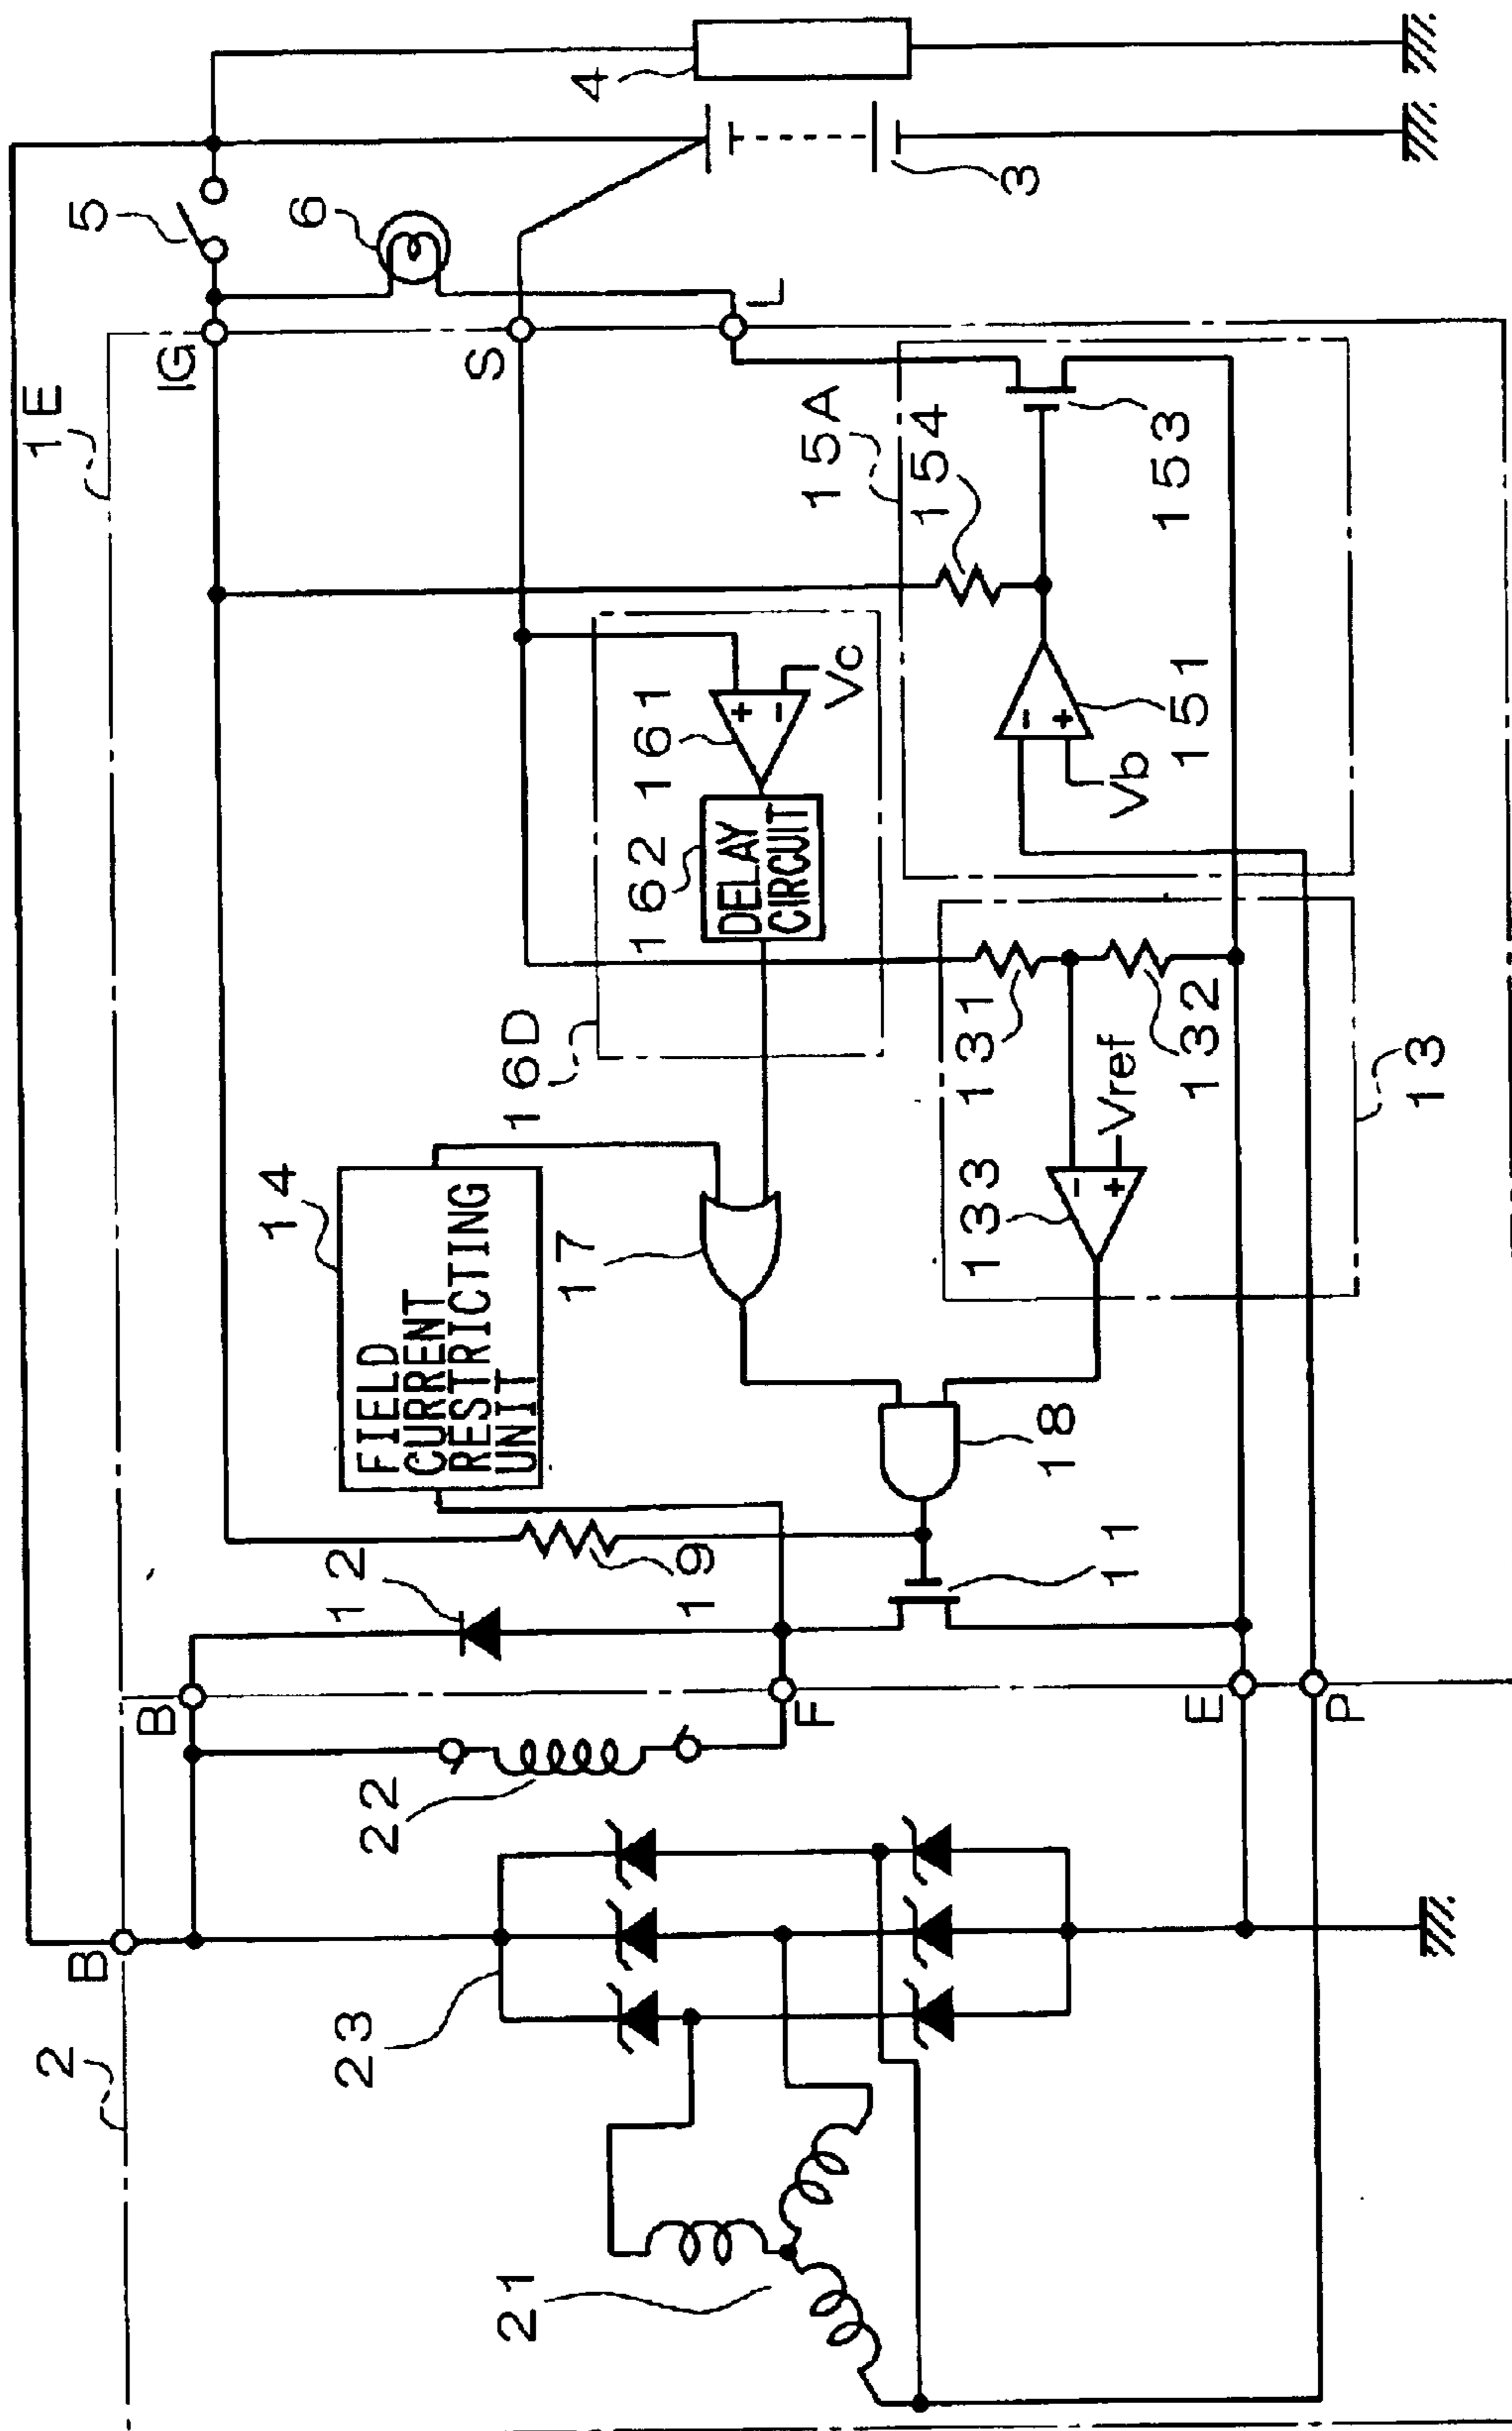 2
1E
B
5
B
IG
14
6
12
23
22
FIELD
CURRENT
RESTRICTING
UNIT
S
21
16D
17
4
162
161
19
DELAY
CIRCUIT
+
-
L
F
15A
Vc
154
133
131
3
-
+
-
+
18
11
Vref
Vb
153
E
132
151
P
13